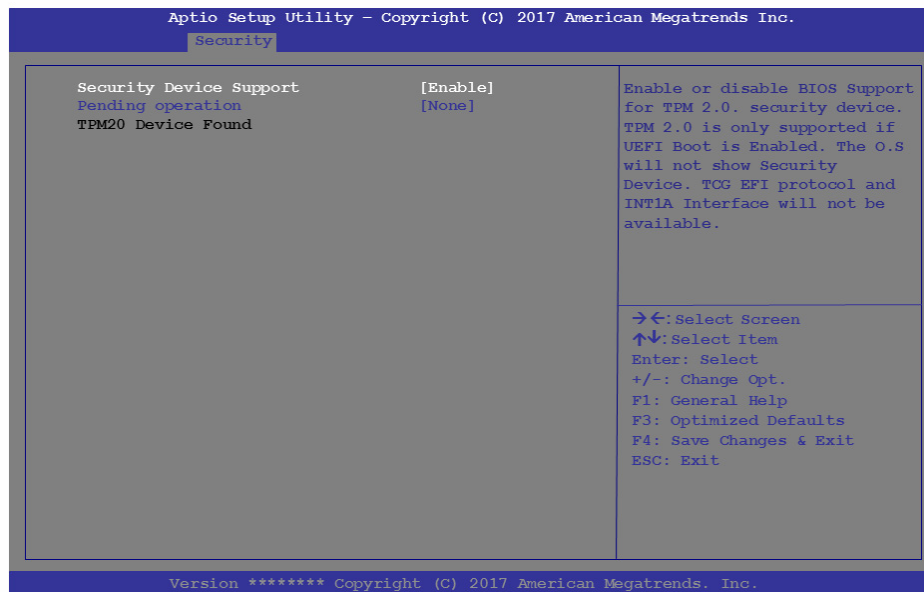 Aptio Setup Utility – Copyright (C) 2017 American Megatrends Inc.
Security
Security Device Support [Enable]
Pending operation [None]
TPM20 Device Found
Enable or disable BIOS Support
for TPM 2.0. security device.
TPM 2.0 is only supported if
UEFI Boot is Enabled. The O.S
will not show Security
Device. TCG EFI protocol and
INT1A Interface will not be
available.
→←:Select Screen
↑↓:Select Item
Enter: Select
+/-: Change Opt.
F1: General Help
F3: Optimized Defaults
F4: Save Changes & Exit
ESC: Exit
Version ******** Copyright (C) 2017 American Megatrends. Inc.